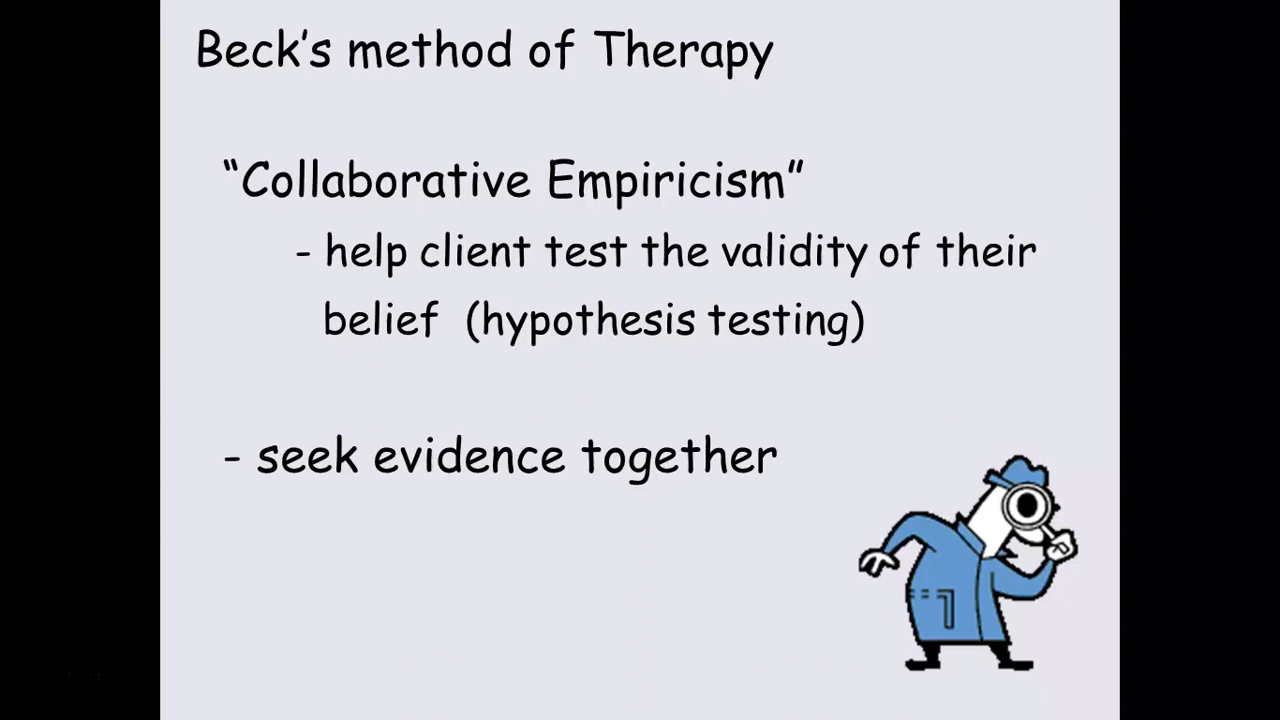 Beck’s method of Therapy
“Collaborative Empiricism”
- help client test the validity of their
belief (hypothesis testing)
- seek evidence together